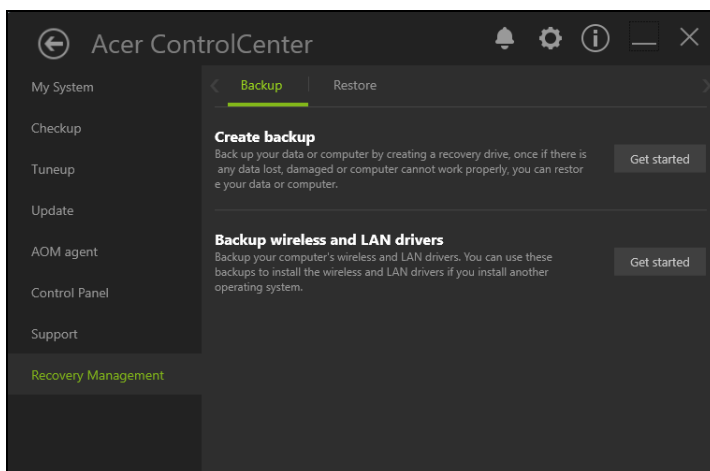 Acer ControlCenter
My System
Checkup
Tuneup
Update
AOM agent
Control Panel
Support
Recovery Management
Backup
Restore
Create backup
Back up your data or computer by creating a recovery drive, once if there is
any data lost, damaged or computer cannot work properly, you can restor
e your data or computer.
Get started
Backup wireless and LAN drivers
Backup your computer's wireless and LAN drivers. You can use these
backups to install the wireless and LAN drivers if you install another
operating system.
Get started